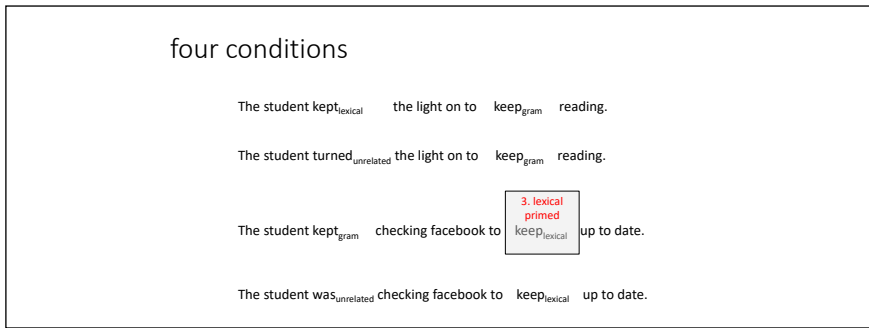 four conditions
The student kept lexical the light on to keep gram reading.
The student turned unrelated the light on to keep gram reading.
3. lexical
primed
The student kept gram checking facebook to keep lexical up to date.
The student was unrelated checking facebook to keep lexical up to date.